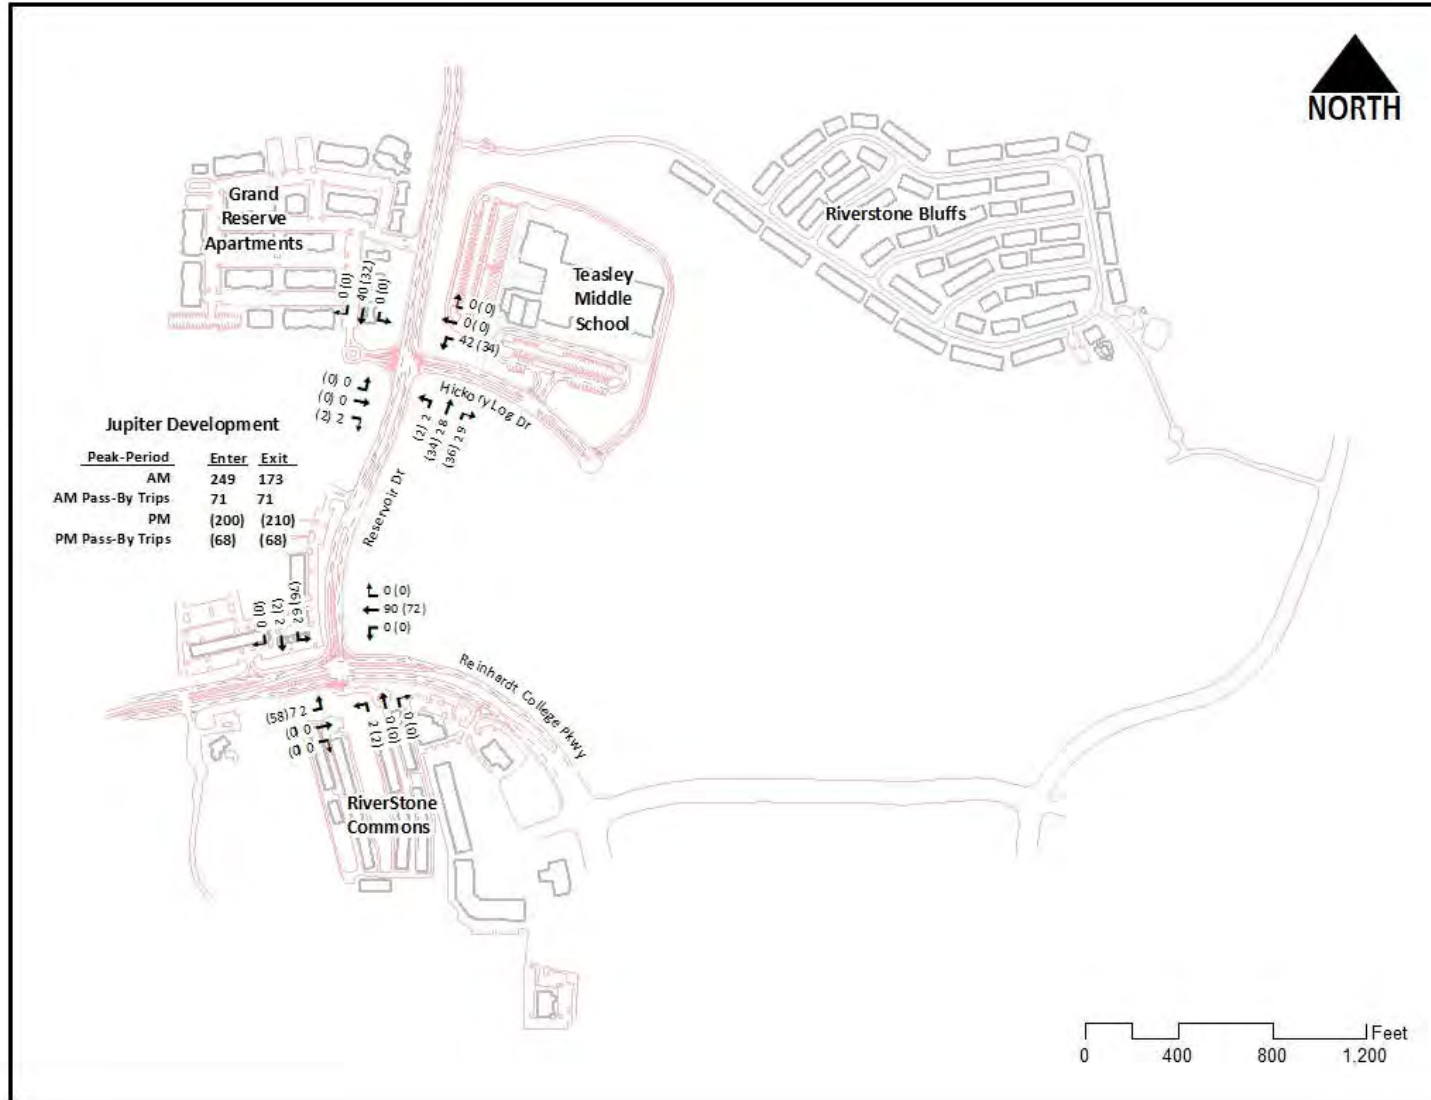 NORTH
Grand
Reserve
Apartments
Riverstone Bluffs
Teasley
Middle
School
0 (0)
40 (32)
0 (0)
0 (0)
0 (0)
42 (34)
(0) 0
(0) 0
(2) 2
Hickory Log Dr
(2) 2
(34) 28
(36) 29
Jupiter Development
Peak-Period Enter Exit
AM 249 173
AM Pass-By Trips 71 71
PM (200) (210)
PM Pass-By Trips (68) (68)
Reservoir Dr
(0) 0
(2) 2
(76) 62
0 (0)
90 (72)
0 (0)
Reinhardt College Pkwy
(58) 72
(0) 0
(0) 0
2 (2)
0 (0)
0 (0)
RiverStone
Commons
Feet
0 400 800 1,200